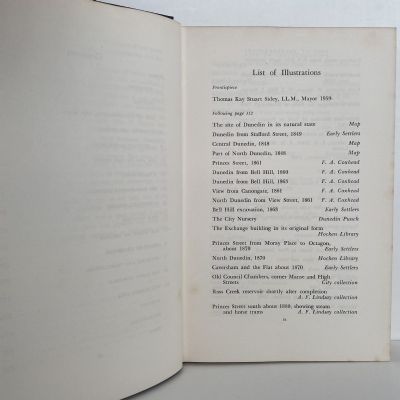 List of Illustrations
Frontispiece
Thomas Kay Stuart Sidey, LL.M., Mayor 1959-
Following page 112
The site of Dunedin in its natural state Map
Dunedin from Stafford Street, 1849 Early Settlers
Central Dunedin, 1848 Map
Part of North Dunedin, 1848 Map
Princes Street, 1861 F. A. Coxhead
Dunedin from Bell Hill, 1860 F. A. Coxhead
Dunedin from Bell Hill, 1863 F. A. Coxhead
View from Canongate, 1861 F. A. Coxhead
North Dunedin from View Street, 1861 F. A. Coxhead
Bell Hill excavation, 1863 Early Settlers
The City Nursery Dunedin Punch
The Exchange building in its original form
Hocken Library
Princes Street from Moray Place to Octagon,
about 1870 Early Settlers
North Dunedin, 1870 Hocken Library
Caversham and the Flat about 1870 Early Settlers
Old Council Chambers, corner Manse and High
Streets City collection
Ross Creek reservoir shortly after completion
A. F. Lindsay collection
Princes Street south about 1880, showing steam
and horse trams A. F. Lindsay collection